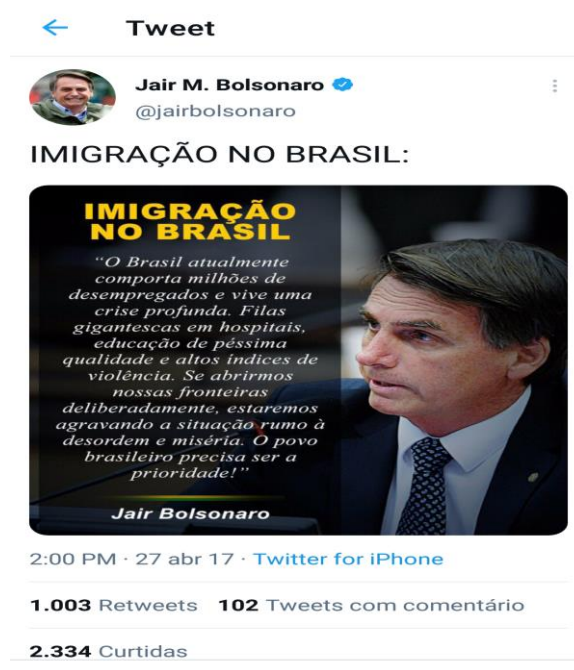 Tweet
Jair M. Bolsonaro
@jairbolsonaro
IMIGRAÇÃO NO BRASIL:
IMIGRAÇÃO
NO BRASIL
“O Brasil atualmente
comporta milhões de
desempregados e vive uma
crise profunda. Filas
gigantescas em hospitais,
educação de péssima
qualidade e altos índices de
violência. Se abrirmos
nossas fronteiras
deliberadamente, estaremos
agravando a situação rumo à
desordem e miséria. O povo
brasileiro precisa ser a
prioridade!”
Jair Bolsonaro
2:00 PM · 27 abr 17 · Twitter for iPhone
1.003 Retweets 102 Tweets com comentário
2.334 Curtidas